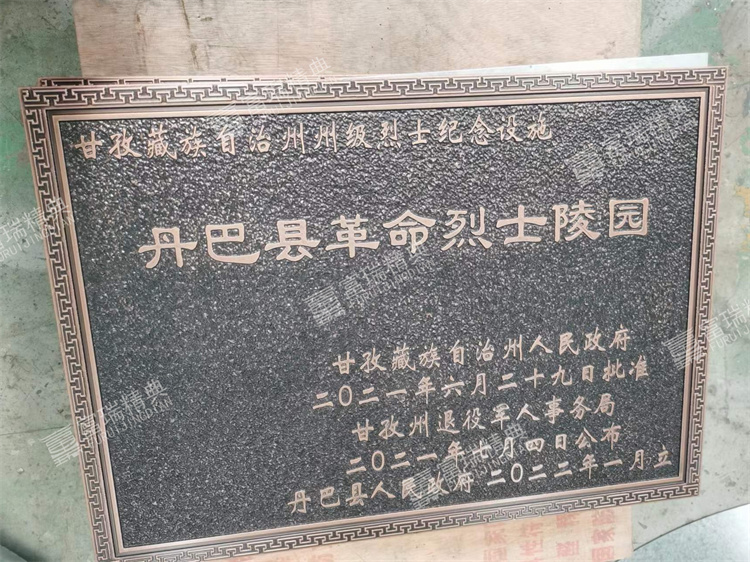 甘孜藏族自治州州级烈士纪念设施
丹巴县革命烈士陵园
甘孜藏族自治州人民政府
二〇二一年六月二十九日批准
甘孜州退役军人事务局
二〇二一年七月四日公布
丹巴县人民政府 二〇二二年一月立